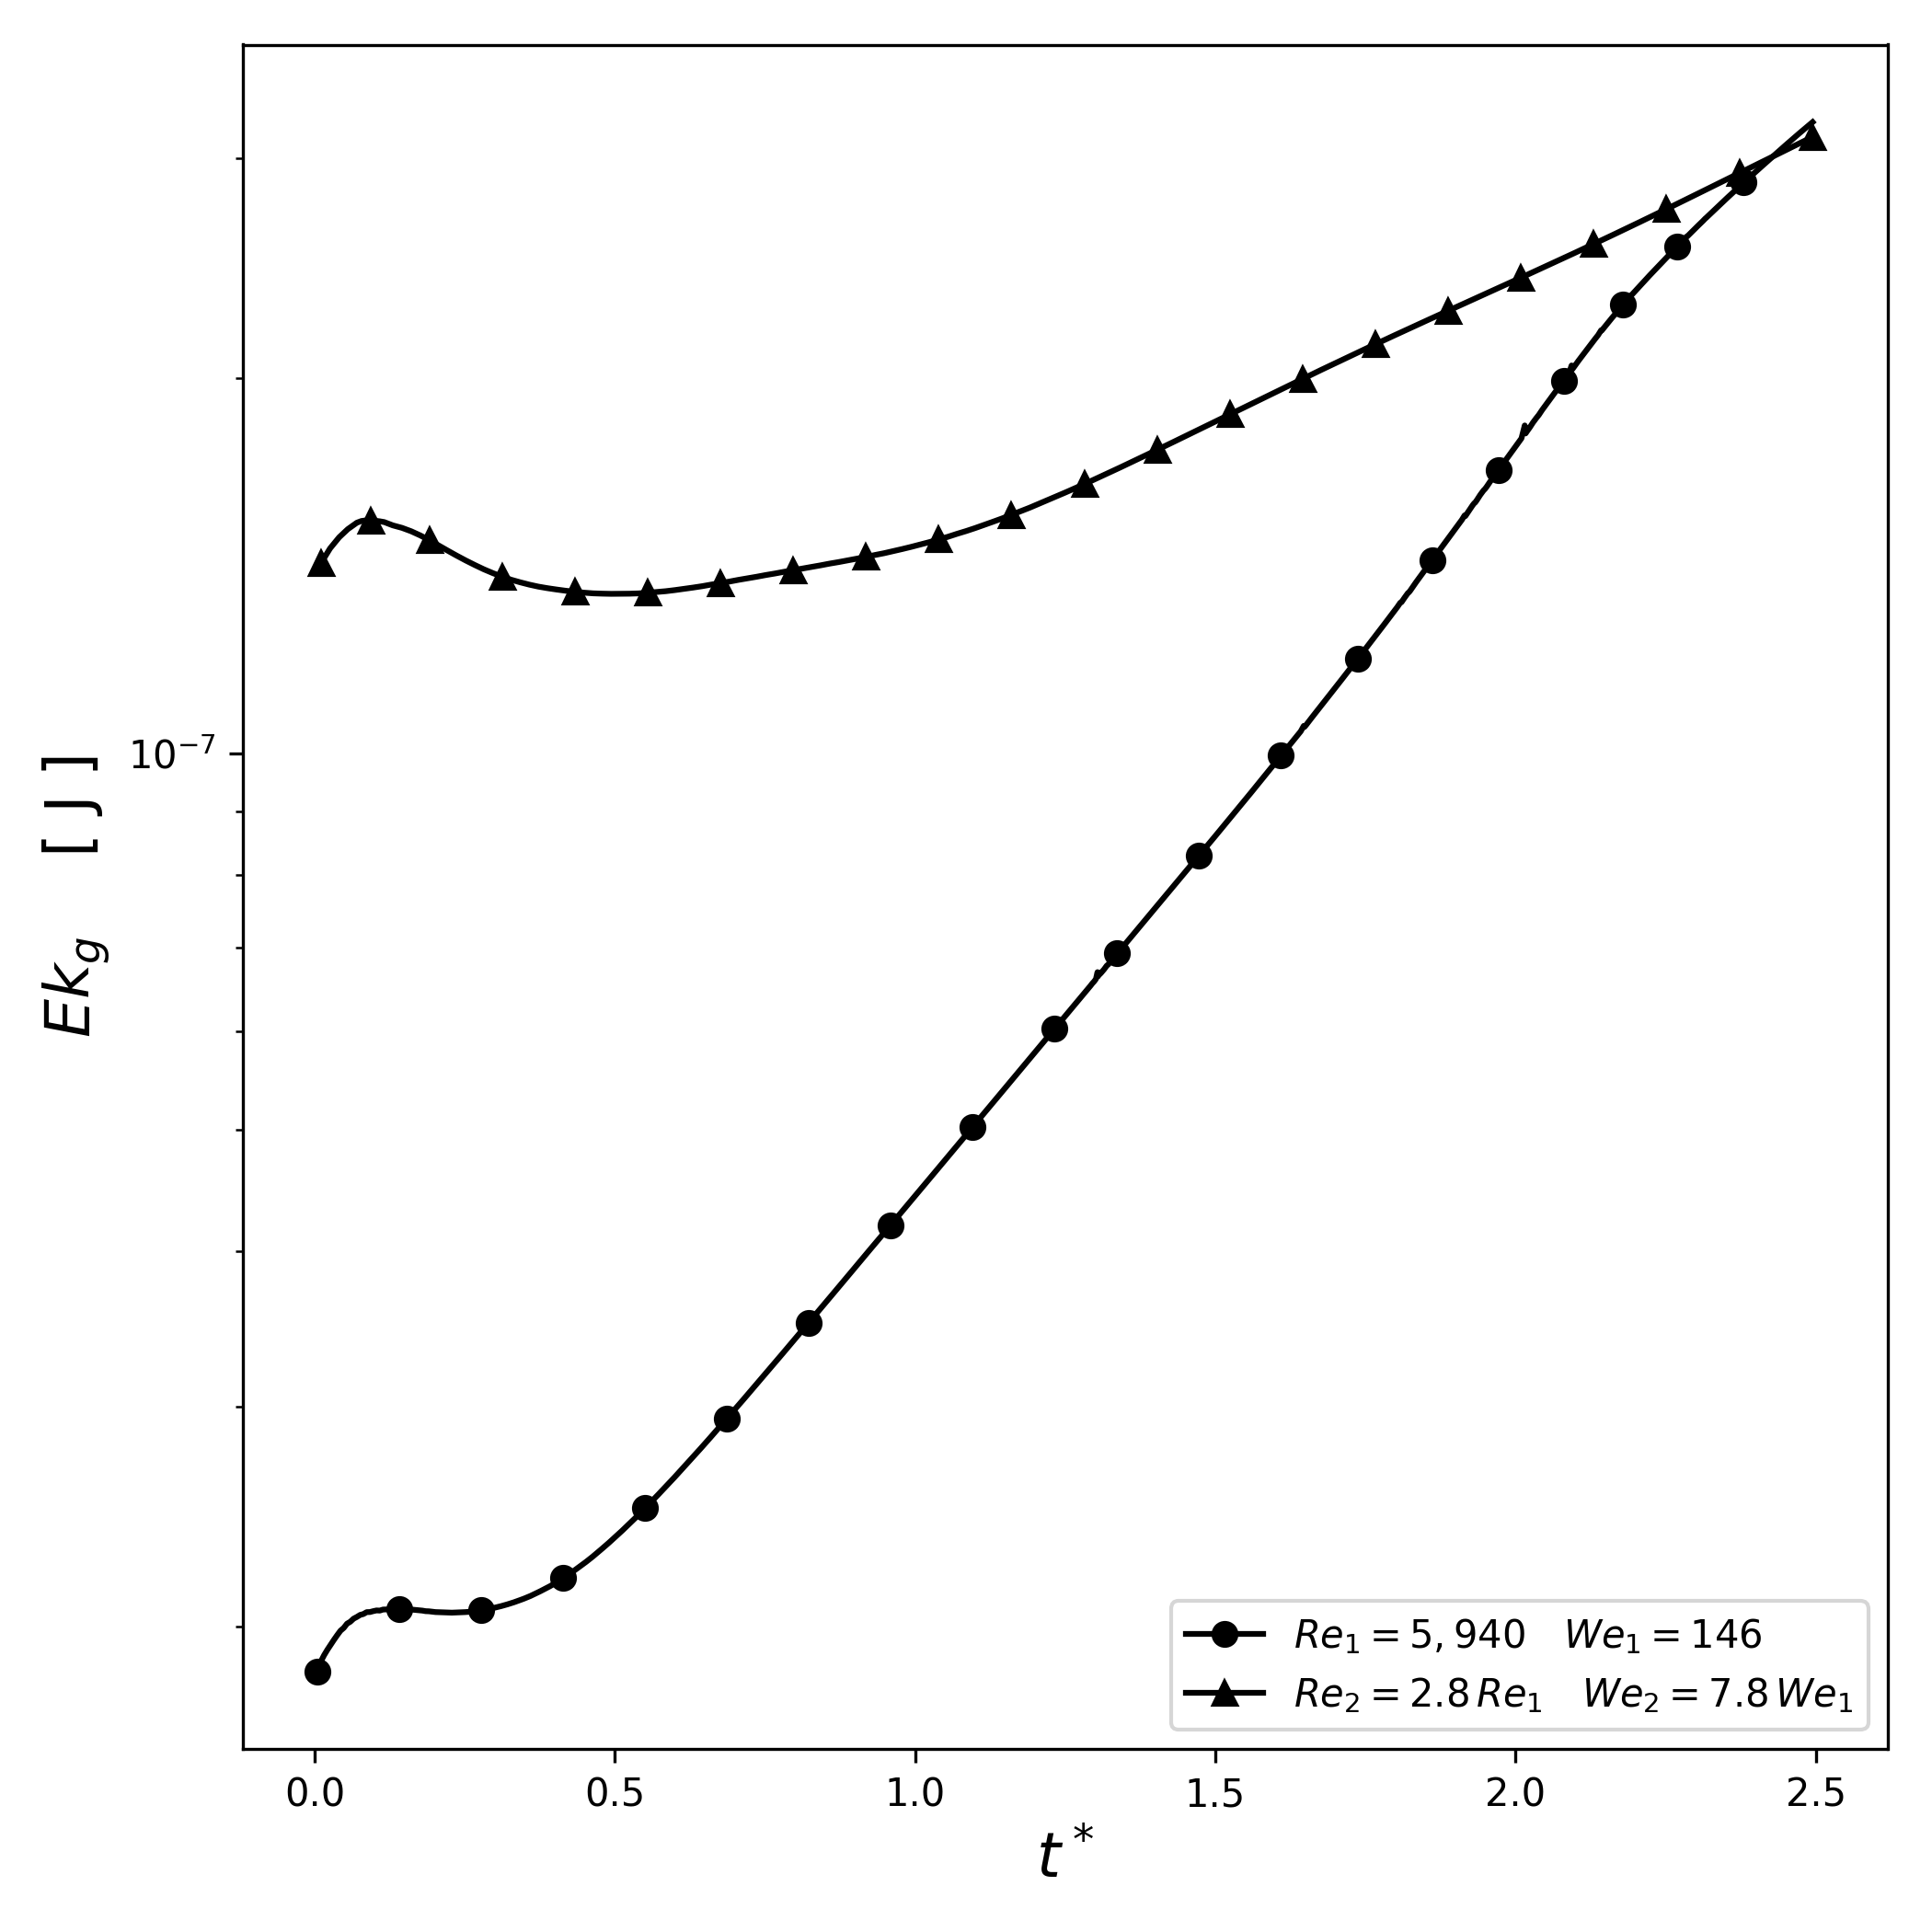 Ek_g [ J ]
10^{-7}
Re_1 = 5,940 We_1 = 146
Re_2 = 2.8 Re_1 We_2 = 7.8 We_1
0.0 0.5 1.0 1.5 2.0 2.5
t^*